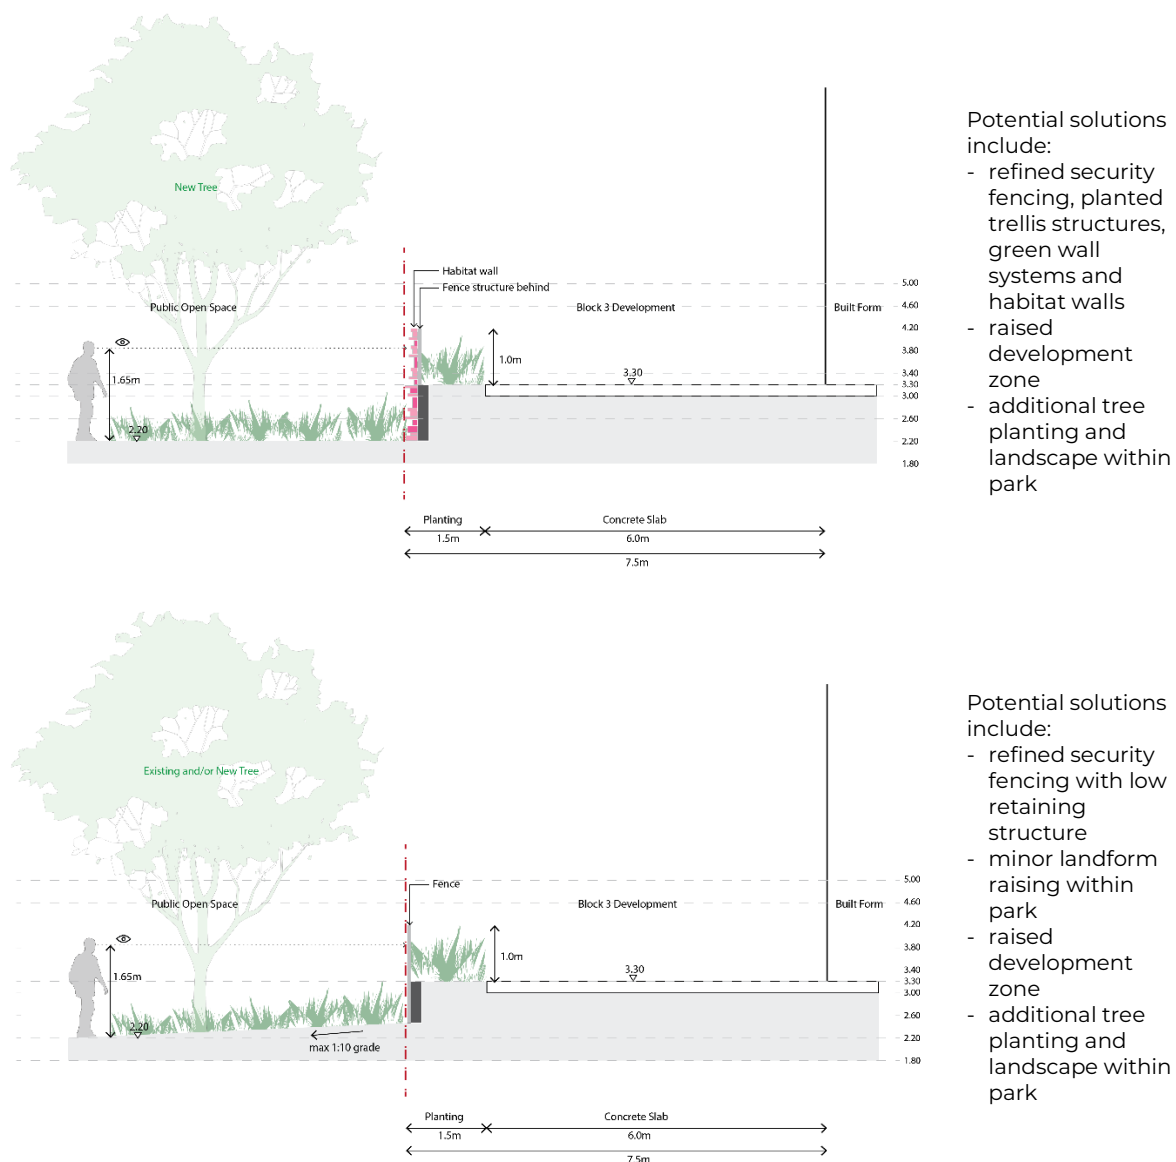 Potential solutions
include:
- refined security
fencing, planted
trellis structures,
green wall
systems and
habitat walls
- raised
development
zone
- additional tree
planting and
landscape within
park
New Tree
Habitat wall
Fence structure behind
Public Open Space
Block 3 Development
Built Form
5.00
4.60
4.20
3.80
3.40
3.30
3.00
2.60
2.20
1.80
1.65m
1.0m
3.30
2.20
Planting
Concrete Slab
1.5m
6.0m
7.5m
Potential solutions
include:
- refined security
fencing with low
retaining
structure
- minor landform
raising within
park
- raised
development
zone
- additional tree
planting and
landscape within
park
Existing and/or New Tree
Fence
Public Open Space
Block 3 Development
Built Form
5.00
4.60
4.20
3.80
3.40
3.30
3.00
2.60
2.20
1.80
1.65m
1.0m
3.30
2.20
max 1:10 grade
Planting
Concrete Slab
1.5m
6.0m
7.5m